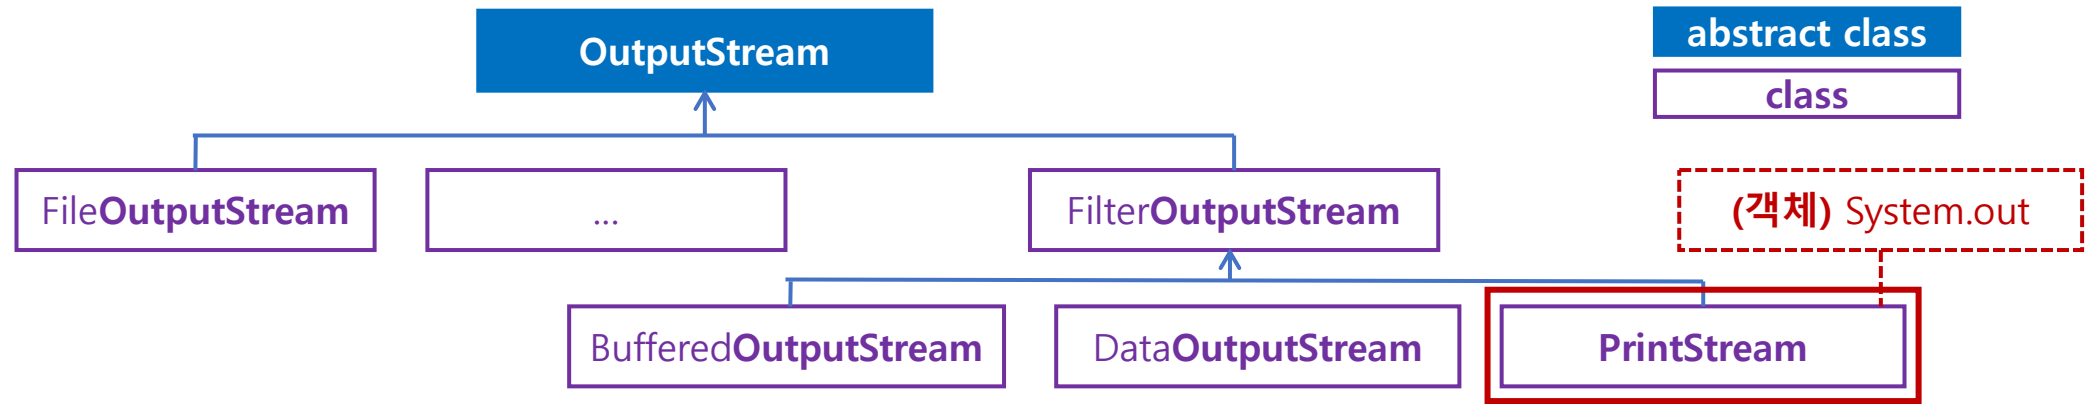 OutputStream
abstract class
class
FileOutputStream
...
FilterOutputStream
(객체) System.out
BufferedOutputStream
DataOutputStream
PrintStream